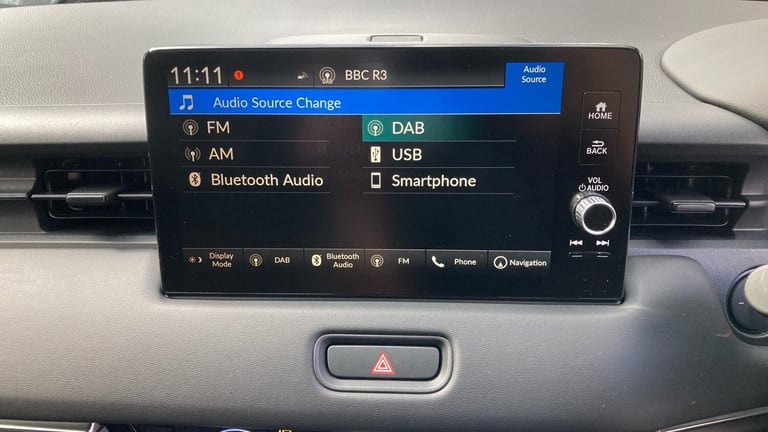 11:11 1 BBC R3 Audio
Source
Audio Source Change
FM DAB
AM USB
Bluetooth Audio Smartphone
Display
Mode
DAB
Bluetooth
Audio
FM
Phone
Navigation
HOME
BACK
VOL
AUDIO